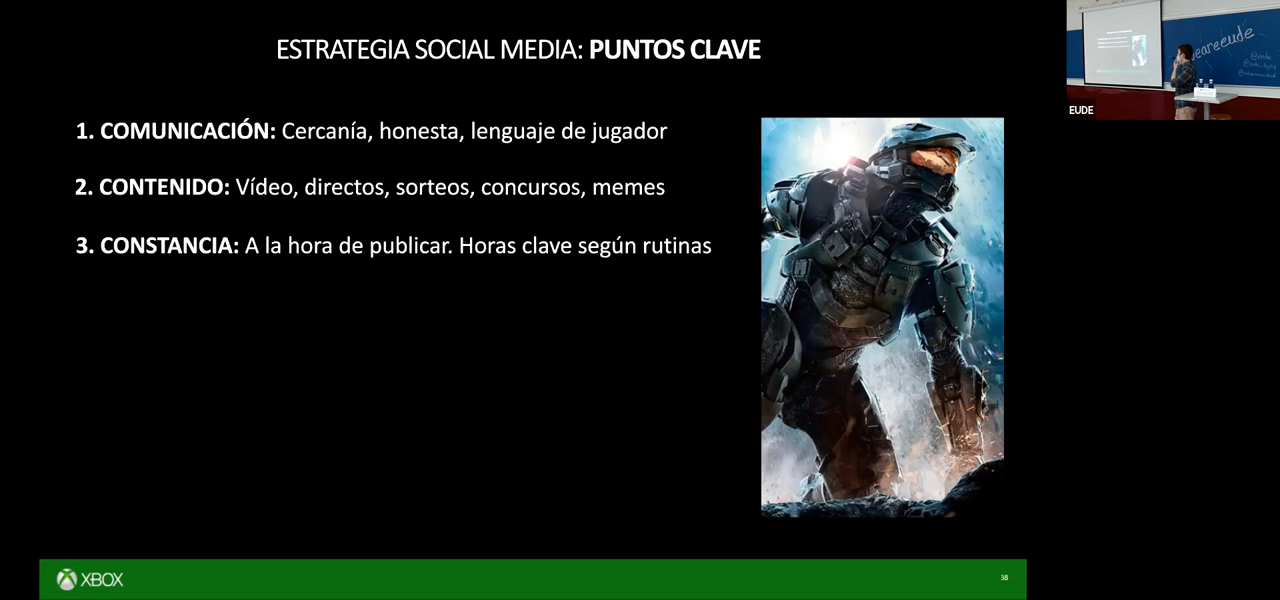 ESTRATEGIA SOCIAL MEDIA: PUNTOS CLAVE
1. COMUNICACIÓN: Cercanía, honesta, lenguaje de jugador
2. CONTENIDO: Vídeo, directos, sorteos, concursos, memes
3. CONSTANCIA: A la hora de publicar. Horas clave según rutinas
XBOX
38
weareeude
EUDE